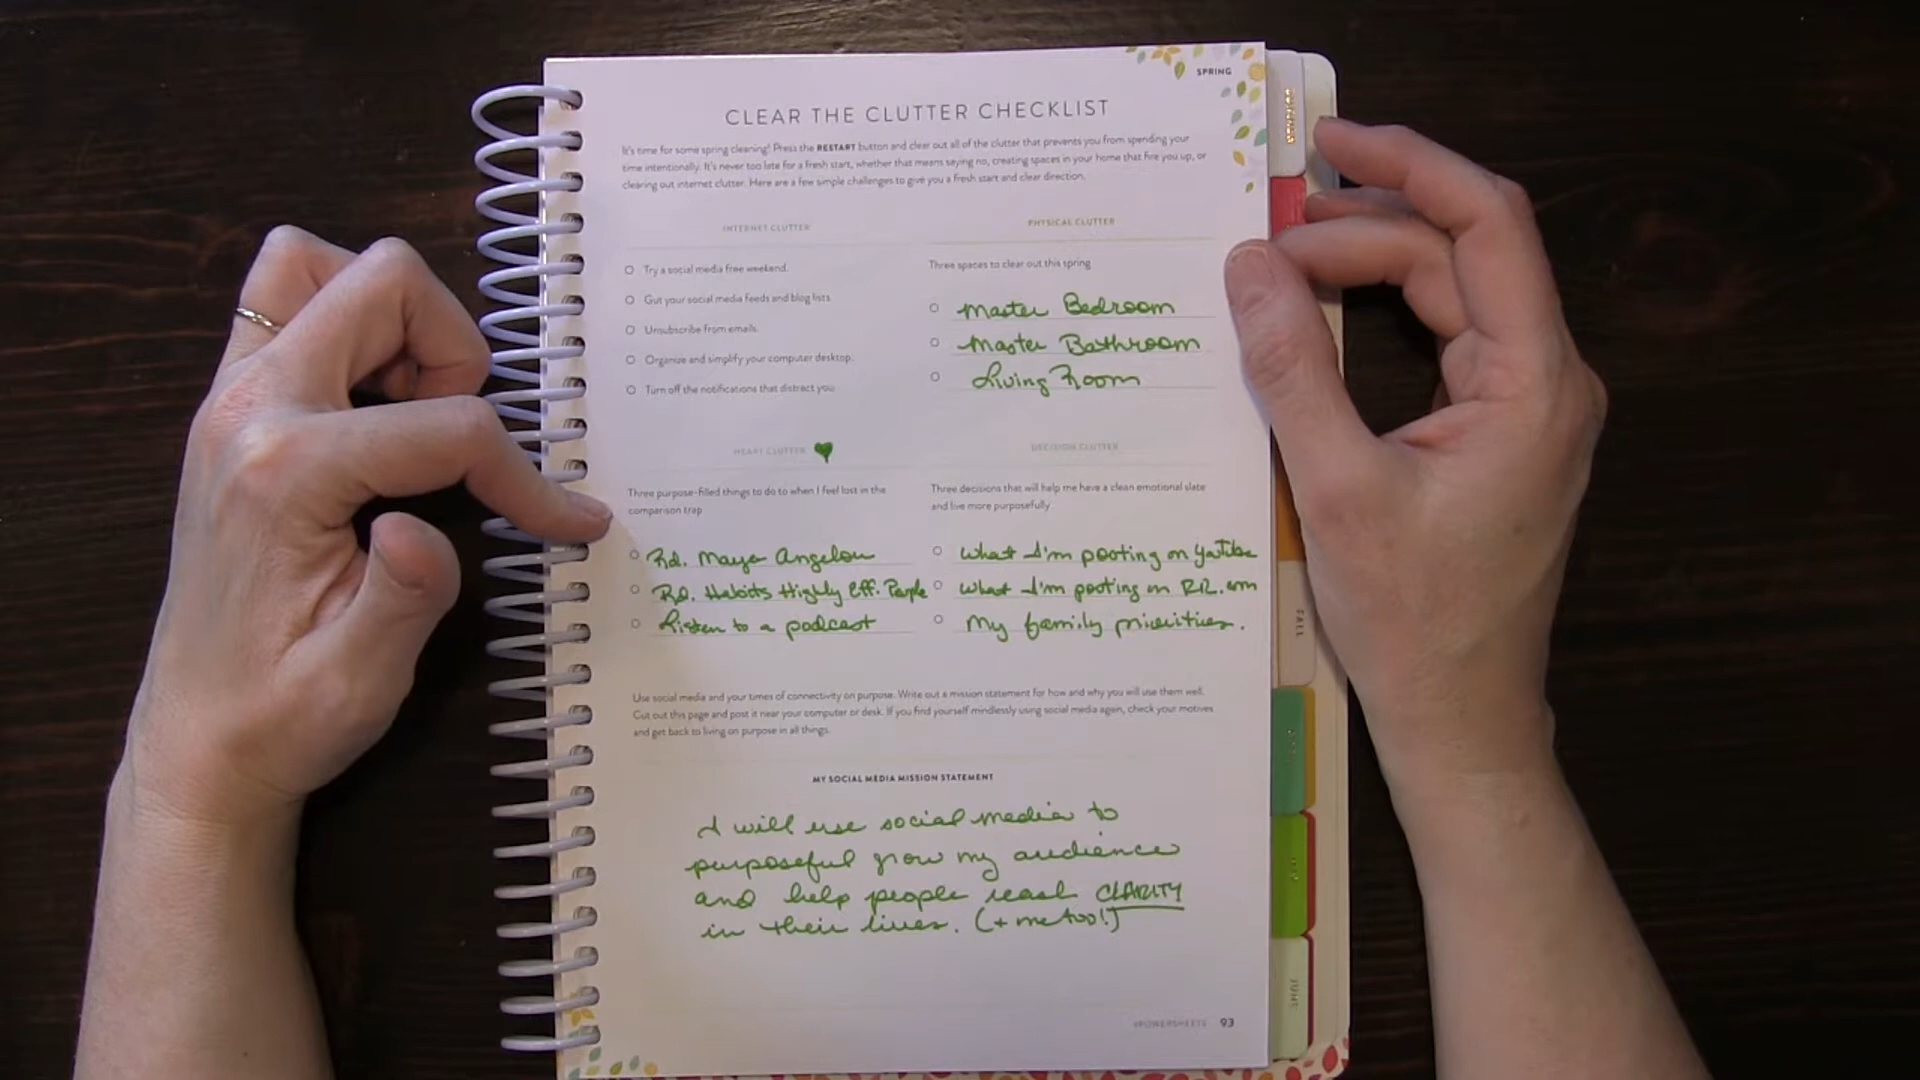 SPRING
CLEAR THE CLUTTER CHECKLIST
It's time for some spring cleaning! Press the RESTART button and clear out all of the clutter that prevents you from spending your
time intentionally. It's never too late for a fresh start, whether that means saying no, creating spaces in your home that fire you up, or
clearing out internet clutter. Here are a few simple challenges to give you a fresh start and clear direction.
INTERNET CLUTTER
Try a social media free weekend.
Gut your social media feeds and blog lists
Unsubscribe from emails.
Organize and simplify your computer desktop.
Turn off the notifications that distract you
PHYSICAL CLUTTER
Three spaces to clear out this spring
Master Bedroom
Master Bathroom
Living Room
HEART CLUTTER
Three purpose-filled things to do to when I feel lost in the
comparison trap
Rd. Maya Angelou
Rd. Habits Highly Eff. People
Listen to a podcast
DECISION CLUTTER
Three decisions that will help me have a clean emotional slate
and live more purposefully
What I'm posting on YouTube
What I'm posting on RR.com
My family priorities.
Use social media and your times of connectivity on purpose. Write out a mission statement for how and why you will use them well.
Cut out this page and post it near your computer or desk. If you find yourself mindlessly using social media again, check your motives
and get back to living on purpose in all things.
MY SOCIAL MEDIA MISSION STATEMENT
I will use social media to
purposeful grow my audience
and help people reach CLARITY
in their lives. (+ me too!)
#POWERSHEETS 93
FALL
JUNE